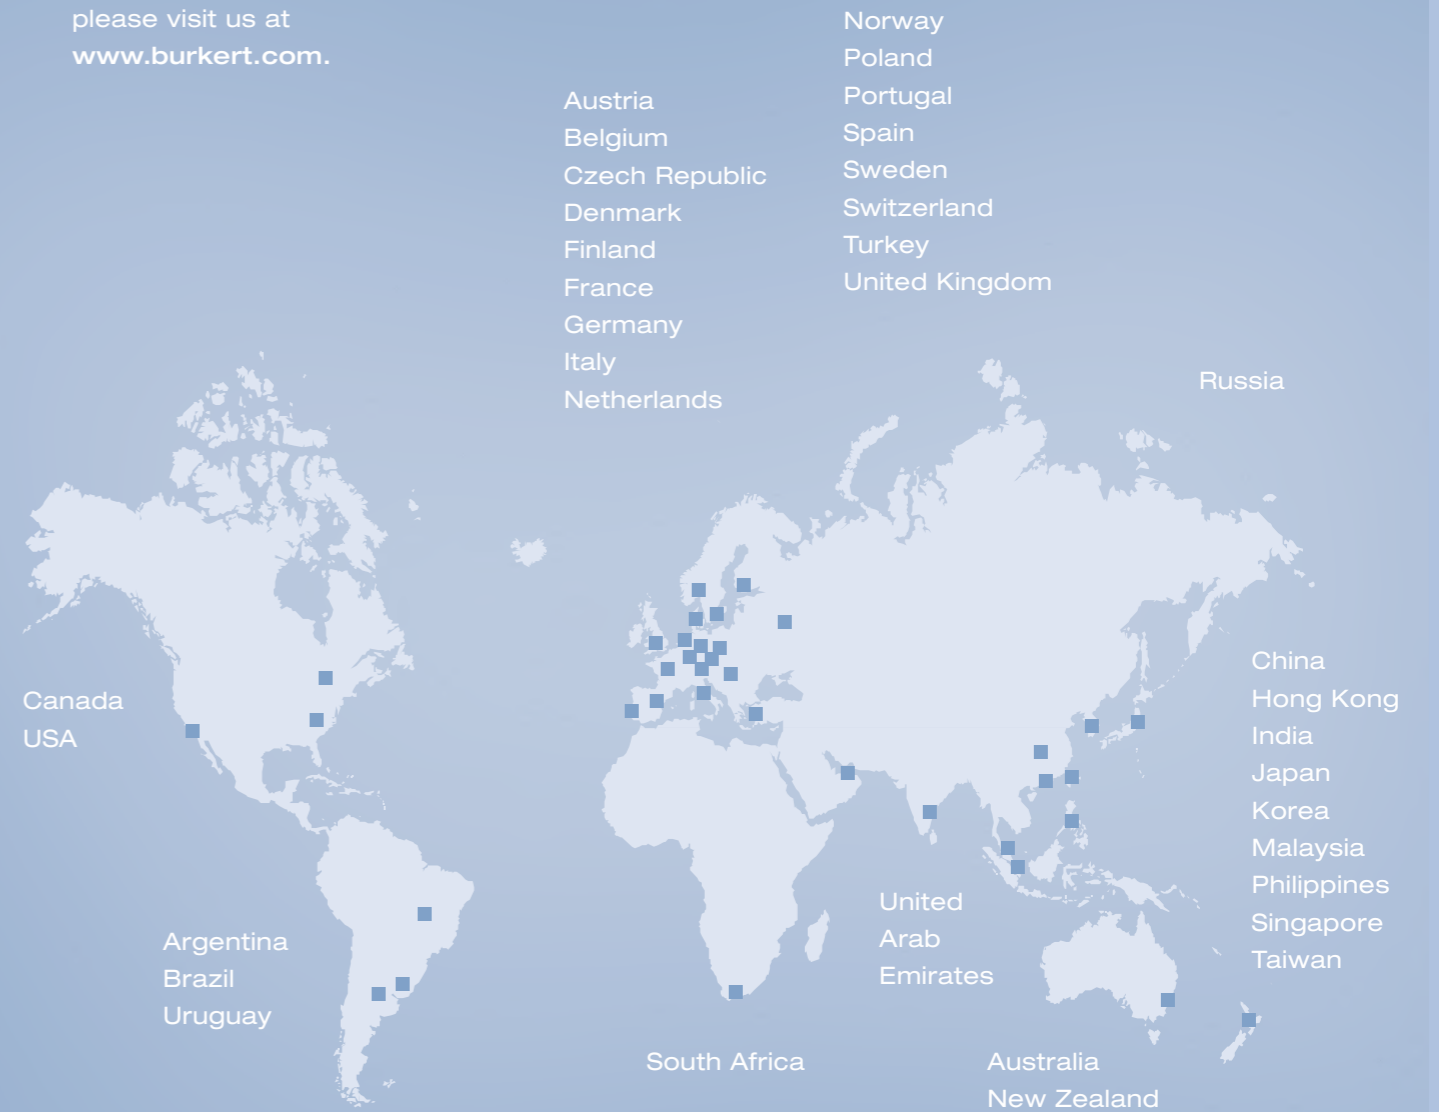 please visit us at
www.burkert.com.
Austria
Belgium
Czech Republic
Denmark
Finland
France
Germany
Italy
Netherlands
Norway
Poland
Portugal
Spain
Sweden
Switzerland
Turkey
United Kingdom
Russia
Canada
USA
China
Hong Kong
India
Japan
Korea
Malaysia
Philippines
Singapore
Taiwan
Argentina
Brazil
Uruguay
United
Arab
Emirates
South Africa
Australia
New Zealand